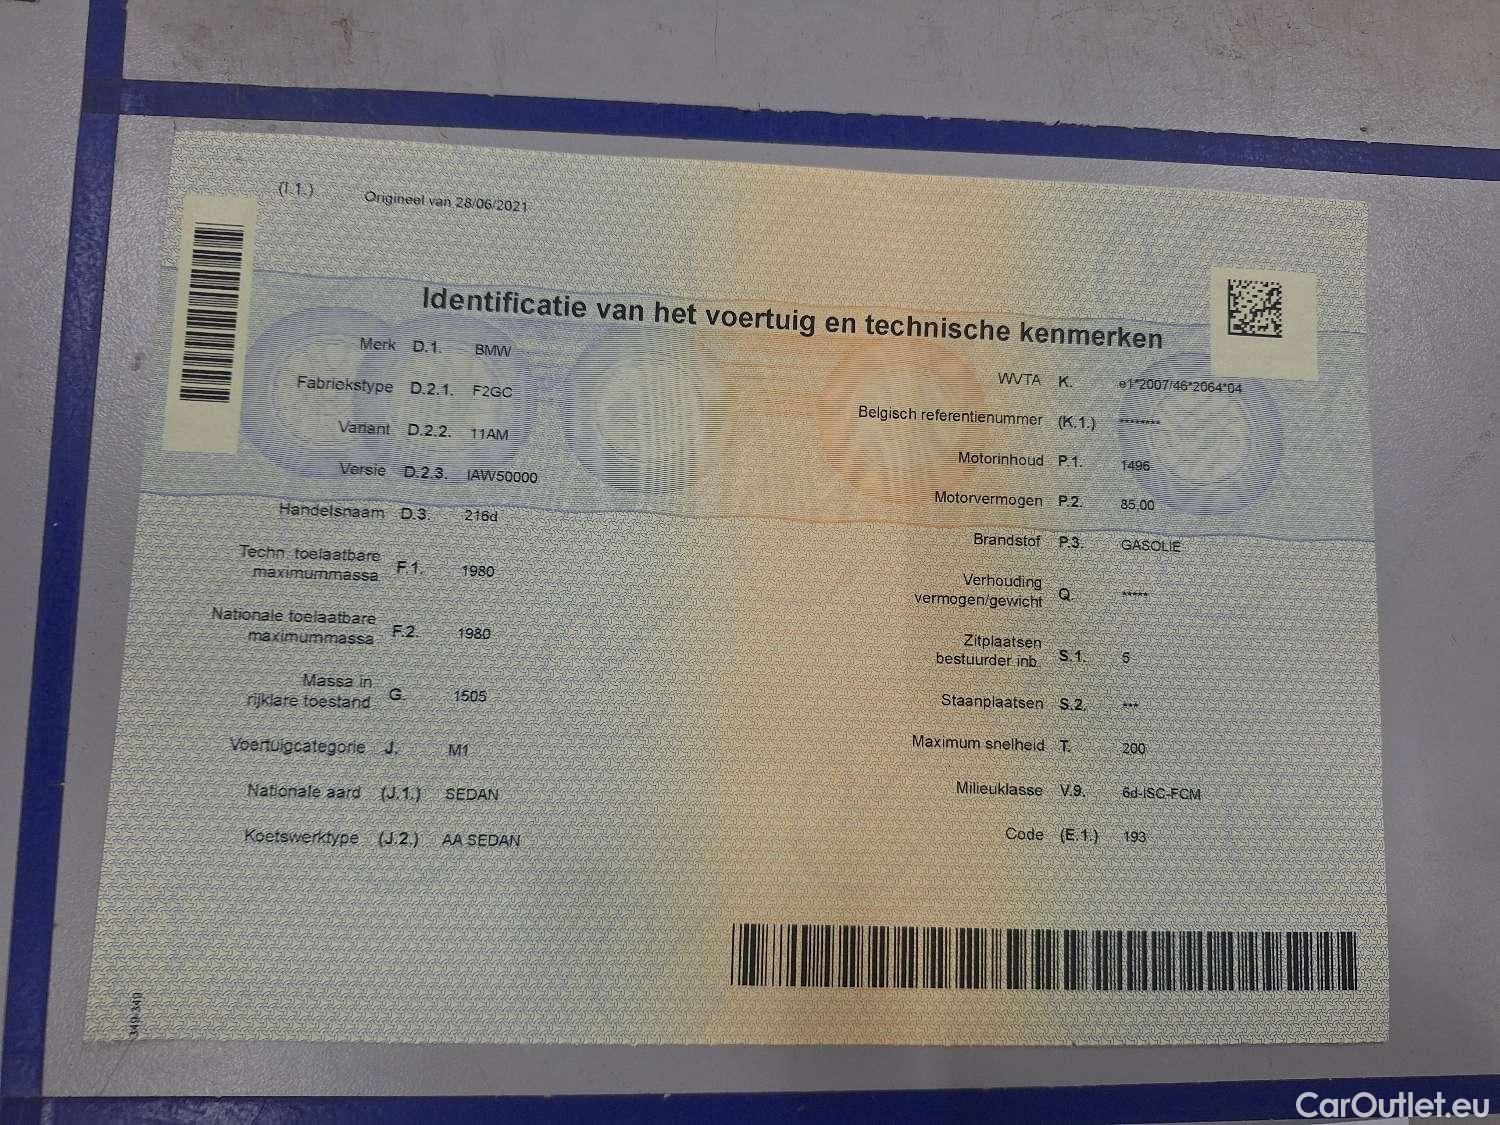 (I.1.) Origineel van 28/06/2021
Identificatie van het voertuig en technische kenmerken
Merk D.1. BMW
Fabriekstype D.2.1. F2GC
Variant D.2.2. 11AM
Versie D.2.3. IAW50000
Handelsnaam D.3. 216d
Techn. toelaatbare
maximummassa F.1. 1980
Nationale toelaatbare
maximummassa F.2. 1980
Massa in
rijklare toestand G. 1505
Voertuigcategorie J. M1
Nationale aard (J.1.) SEDAN
Koetswerktype (J.2.) AA SEDAN
WVTA K. e1*2007/46*2064*04
Belgisch referentienummer (K.1.) ********
Motorinhoud P.1. 1496
Motorvermogen P.2. 85,00
Brandstof P.3. GASOLIE
Verhouding
vermogen/gewicht Q. *****
Zitplaatsen
bestuurder inb. S.1. 5
Staanplaatsen S.2. ***
Maximum snelheid T. 200
Milieuklasse V.9. 6d-ISC-FCM
Code (E.1.) 193
349-349
CarOutlet.eu